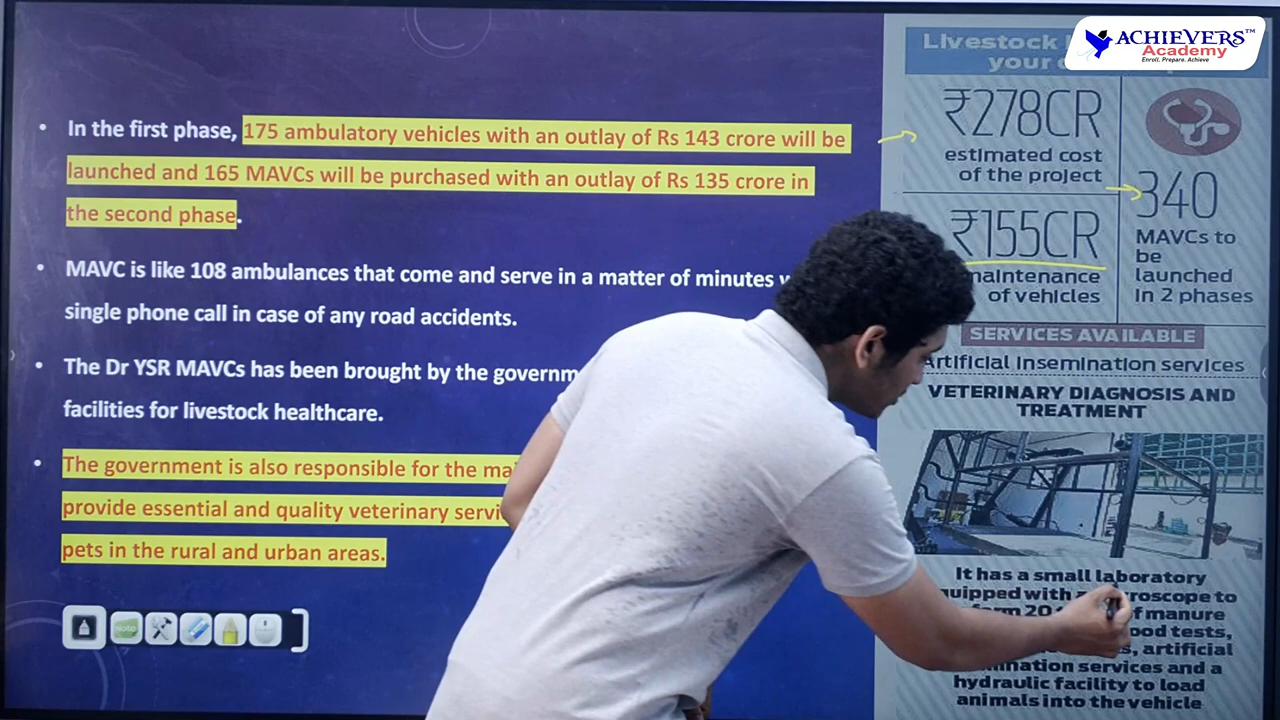 ACHIEVERS™
Academy
Enroll. Prepare. Achieve
• In the first phase, 175 ambulatory vehicles with an outlay of Rs 143 crore will be
launched and 165 MAVCs will be purchased with an outlay of Rs 135 crore in
the second phase.
• MAVC is like 108 ambulances that come and serve in a matter of minutes
single phone call in case of any road accidents.
• The Dr YSR MAVCs has been brought by the
facilities for livestock healthcare.
• The government is also responsible for the
provide essential and quality veterinary
pets in the rural and urban areas.
note
Livestock
your
₹278CR
estimated cost
of the project
₹155CR
maintenance
of vehicles
340
MAVCs to
be
launched
in 2 phases
SERVICES AVAILABLE
Artificial insemination services
VETERINARY DIAGNOSIS AND
TREATMENT
It has a small laboratory
with a to
20 manure
tests,
artificial
services and a
hydraulic facility to load
animals into the vehicle